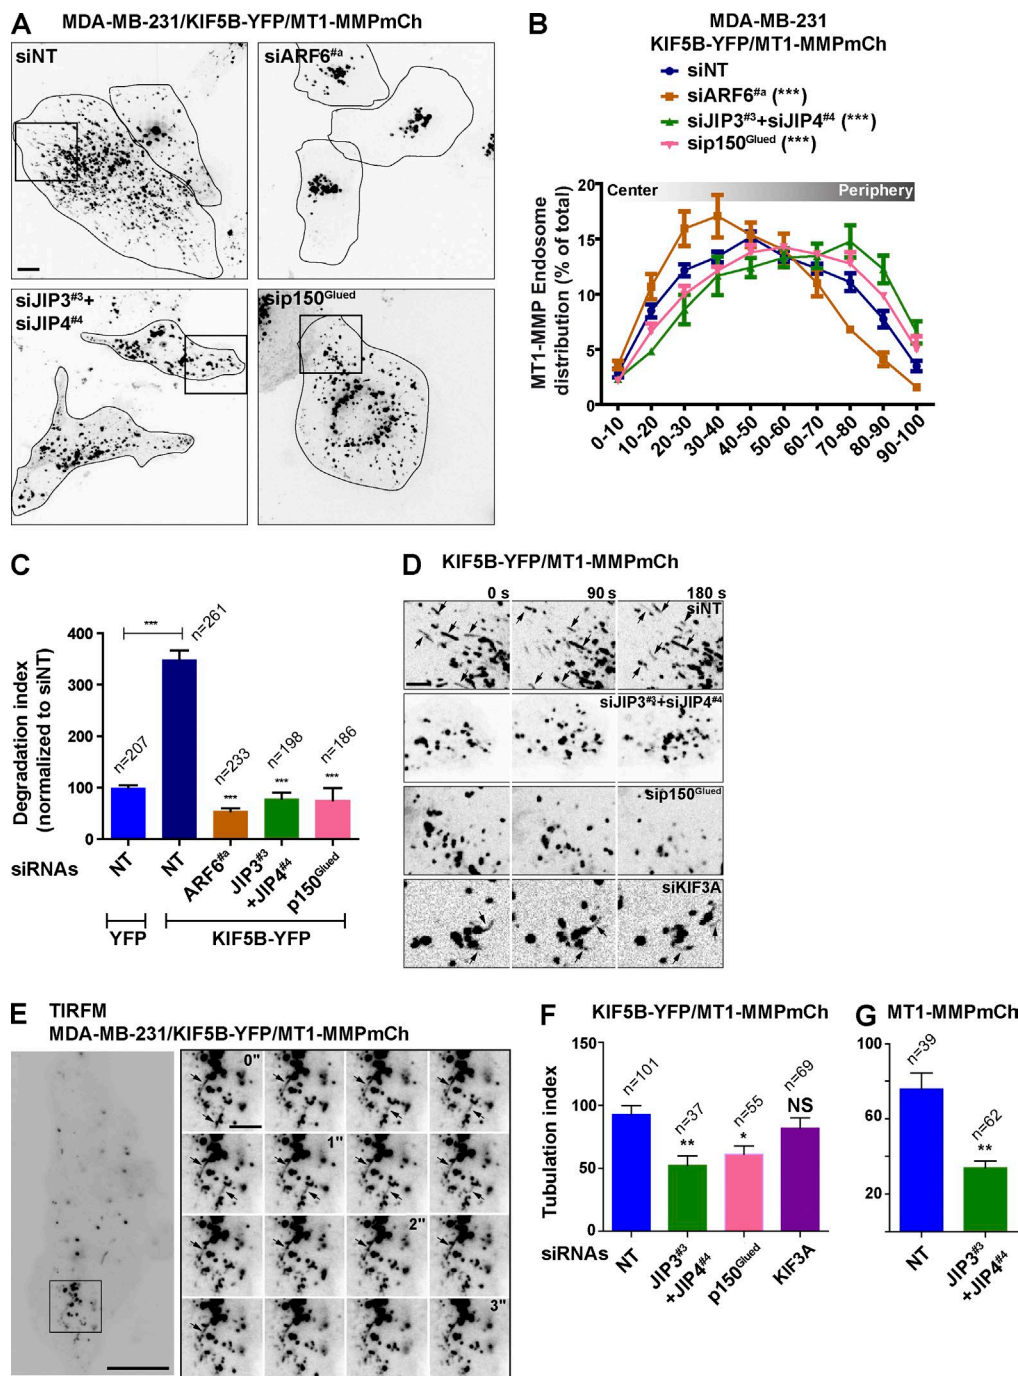 A MDA-MB-231/KIF5B-YFP/MT1-MMPmCh
siNT
siARF6#a
siJIP3#3+
siJIP4#4
sip150Glued
B MDA-MB-231
KIF5B-YFP/MT1-MMPmCh
siNT
siARF6#a (***)
siJIP3#3+siJIP4#4 (***)
sip150Glued (***)
MT1-MMP Endosome
distribution (% of total)
20
15
10
5
0
Center
Periphery
0-10
10-20
20-30
30-40
40-50
50-60
60-70
70-80
80-90
90-100
C
Degradation index
(normalized to siNT)
400
300
200
100
0
n=207
***
n=261
n=233
***
n=198
***
n=186
***
siRNAs
NT
NT
ARF6#a
JIP3#3
+JIP4#4
p150Glued
YFP
KIF5B-YFP
D KIF5B-YFP/MT1-MMPmCh
0 s
90 s
180 s
siNT
siJIP3#3+siJIP4#4
sip150Glued
siKIF3A
E TIRFM
MDA-MB-231/KIF5B-YFP/MT1-MMPmCh
0"
1"
2"
3"
F KIF5B-YFP/MT1-MMPmCh
Tubulation index
150
100
50
0
n=101
n=37
**
n=55
*
n=69
NS
siRNAs
NT
JIP3#3
+JIP4#4
p150Glued
KIF3A
G MT1-MMPmCh
100
60
20
n=39
n=62
**
NT
JIP3#3
+JIP4#4